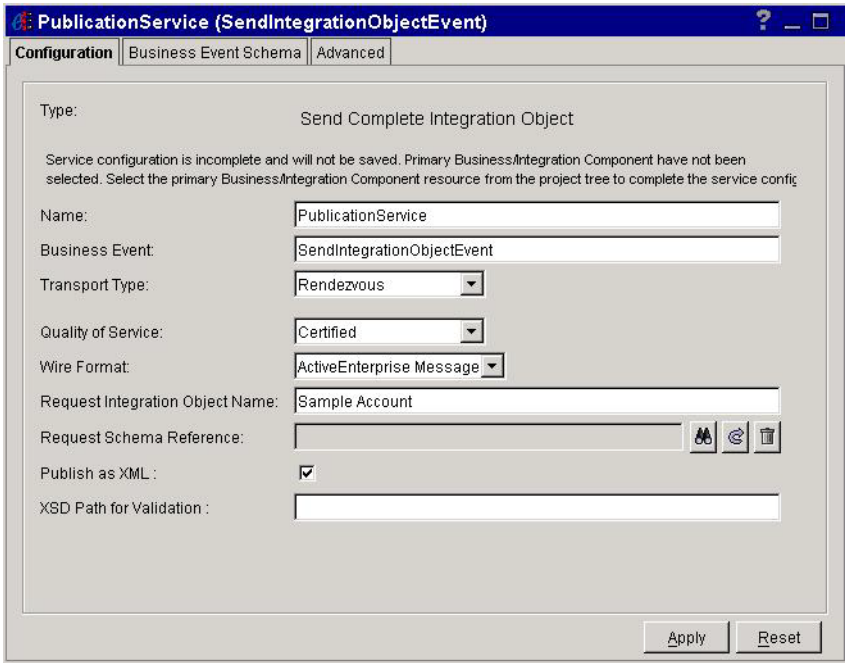 PublicationService (SendIntegrationObjectEvent)
?
Configuration Business Event Schema Advanced
Type: Send Complete Integration Object
Service configuration is incomplete and will not be saved. Primary Business/Integration Component have not been
selected. Select the primary Business/Integration Component resource from the project tree to complete the service config
Name: PublicationService
Business Event: SendIntegrationObjectEvent
Transport Type: Rendezvous
Quality of Service: Certified
Wire Format: ActiveEnterprise Message
Request Integration Object Name: Sample Account
Request Schema Reference:
Publish as XML :
XSD Path for Validation :
Apply Reset